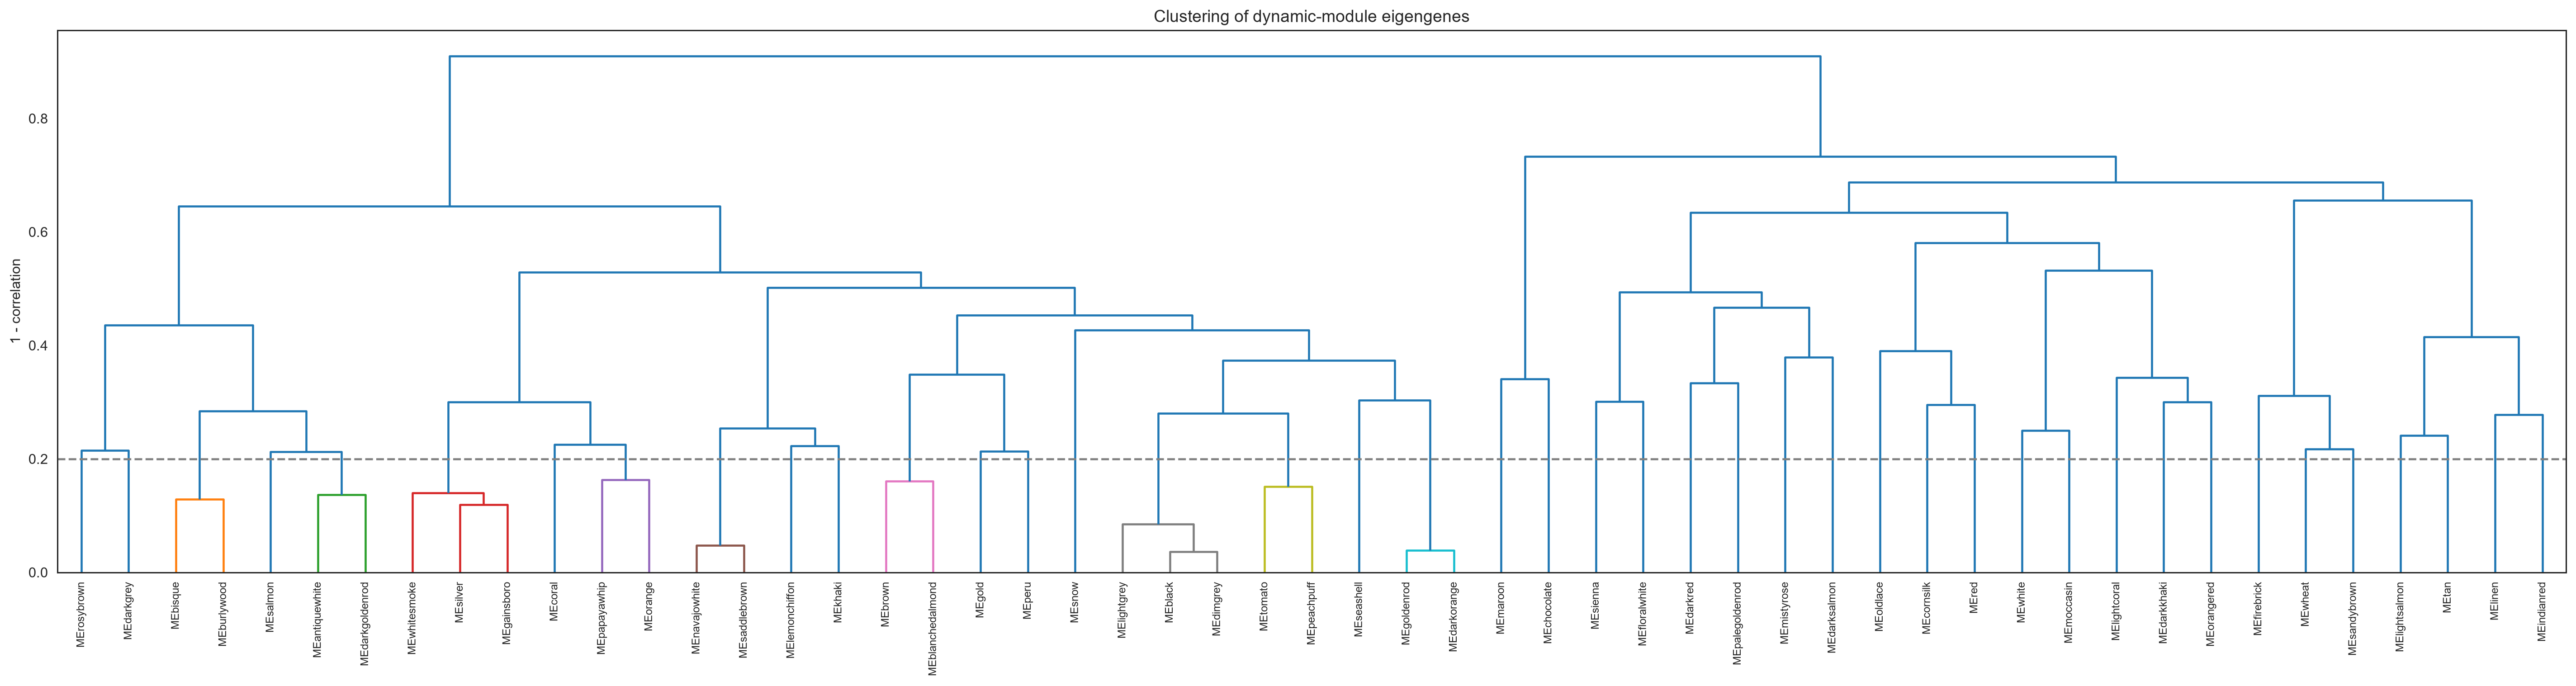 Clustering of dynamic-module eigengenes
1 - correlation
0.8
0.6
0.4
0.2
0.0
MErosybrown
MEdarkgrey
MEbisque
MEburlywood
MEsalmon
MEantiquewhite
MEdarkgoldenrod
MEwhitesmoke
MEsilver
MEgainsboro
MEcoral
MEpapayawhip
MEorange
MEnavajowhite
MEsaddlebrown
MElemonchiffon
MEkhaki
MEbrown
MEblanchedalmond
MEgold
MEperu
MEsnow
MElightgrey
MEblack
MEdimgrey
MEtomato
MEpeachpuff
MEseashell
MEgoldenrod
MEdarkorange
MEmaroon
MEchocolate
MEsienna
MEfloralwhite
MEdarkred
MEpalegoldenrod
MEmistyrose
MEdarksalmon
MEoldlace
MEcornsilk
MEred
MEwhite
MEmoccasin
MElightcoral
MEdarkkhaki
MEorangered
MEfirebrick
MEwheat
MEsandybrown
MElightsalmon
MEtan
MElinen
MEindianred